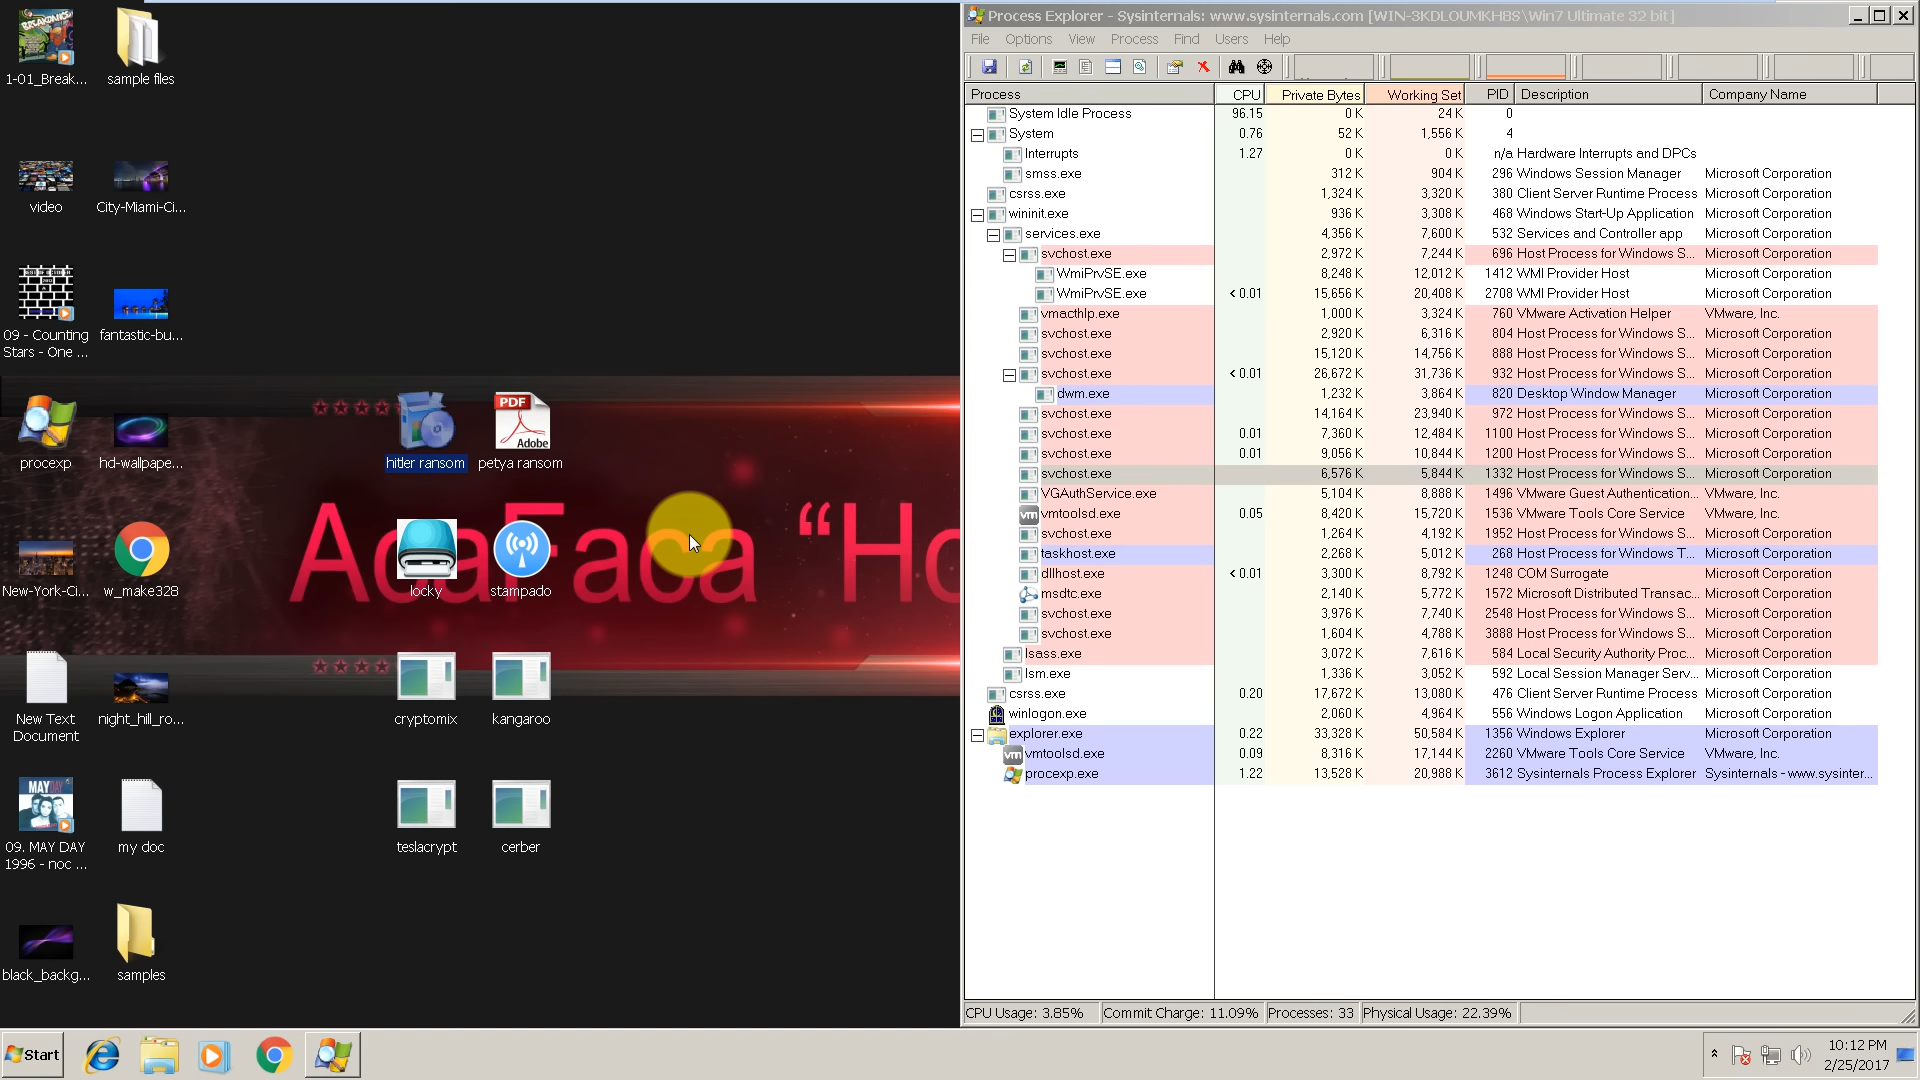 1-01_Break...
sample files
video
City-Miami-Ci...
09 - Counting
Stars - One ...
fantastic-bu...
procexp
hd-wallpape...
hitler ransom
PDF
Adobe
petya ransom
AdaFaca “Ho
New-York-Ci...
w_make328
locky
stampado
New Text
Document
night_hill_ro...
cryptomix
kangaroo
MAYDAY
09. MAY DAY
1996 - noc ...
my doc
teslacrypt
cerber
black_backg...
samples
Process Explorer - Sysinternals: www.sysinternals.com [WIN-3KDLOUMKHBS\Win7 Ultimate 32 bit]
File Options View Process Find Users Help
Process CPU Private Bytes Working Set PID Description Company Name
System Idle Process 96.15 0 K 24 K 0
System 0.76 52 K 1,556 K 4
Interrupts 1.27 0 K 0 K n/a Hardware Interrupts and DPCs
smss.exe 312 K 904 K 296 Windows Session Manager Microsoft Corporation
csrss.exe 1,324 K 3,320 K 380 Client Server Runtime Process Microsoft Corporation
wininit.exe 936 K 3,308 K 468 Windows Start-Up Application Microsoft Corporation
services.exe 4,356 K 7,600 K 532 Services and Controller app Microsoft Corporation
svchost.exe 2,972 K 7,244 K 696 Host Process for Windows S... Microsoft Corporation
WmiPrvSE.exe 8,248 K 12,012 K 1412 WMI Provider Host Microsoft Corporation
WmiPrvSE.exe < 0.01 15,656 K 20,408 K 2708 WMI Provider Host Microsoft Corporation
vmacthlp.exe 1,000 K 3,324 K 760 VMware Activation Helper VMware, Inc.
svchost.exe 2,920 K 6,316 K 804 Host Process for Windows S... Microsoft Corporation
svchost.exe 15,120 K 14,756 K 888 Host Process for Windows S... Microsoft Corporation
svchost.exe < 0.01 26,672 K 31,736 K 932 Host Process for Windows S... Microsoft Corporation
dwm.exe 1,232 K 3,864 K 820 Desktop Window Manager Microsoft Corporation
svchost.exe 14,164 K 23,940 K 972 Host Process for Windows S... Microsoft Corporation
svchost.exe 0.01 7,360 K 12,484 K 1100 Host Process for Windows S... Microsoft Corporation
svchost.exe 0.01 9,056 K 10,844 K 1200 Host Process for Windows S... Microsoft Corporation
svchost.exe 6,576 K 5,844 K 1332 Host Process for Windows S... Microsoft Corporation
VGAuthService.exe 5,104 K 8,888 K 1496 VMware Guest Authentication... VMware, Inc.
vm vmtoolsd.exe 0.05 8,420 K 15,720 K 1536 VMware Tools Core Service VMware, Inc.
svchost.exe 1,264 K 4,192 K 1952 Host Process for Windows S... Microsoft Corporation
taskhost.exe 2,268 K 5,012 K 268 Host Process for Windows T... Microsoft Corporation
dllhost.exe < 0.01 3,300 K 8,792 K 1248 COM Surrogate Microsoft Corporation
msdtc.exe 2,140 K 5,772 K 1572 Microsoft Distributed Transac... Microsoft Corporation
svchost.exe 3,976 K 7,740 K 2548 Host Process for Windows S... Microsoft Corporation
svchost.exe 1,604 K 4,788 K 3888 Host Process for Windows S... Microsoft Corporation
lsass.exe 3,072 K 7,616 K 584 Local Security Authority Proc... Microsoft Corporation
lsm.exe 1,336 K 3,052 K 592 Local Session Manager Serv... Microsoft Corporation
csrss.exe 0.20 17,672 K 13,080 K 476 Client Server Runtime Process Microsoft Corporation
winlogon.exe 2,060 K 4,964 K 556 Windows Logon Application Microsoft Corporation
explorer.exe 0.22 33,328 K 50,584 K 1356 Windows Explorer Microsoft Corporation
vm vmtoolsd.exe 0.09 8,316 K 17,144 K 2260 VMware Tools Core Service VMware, Inc.
procexp.exe 1.22 13,528 K 20,988 K 3612 Sysinternals Process Explorer Sysinternals - www.sysinter...
CPU Usage: 3.85% Commit Charge: 11.09% Processes: 33 Physical Usage: 22.39%
Start
10:12 PM
2/25/2017